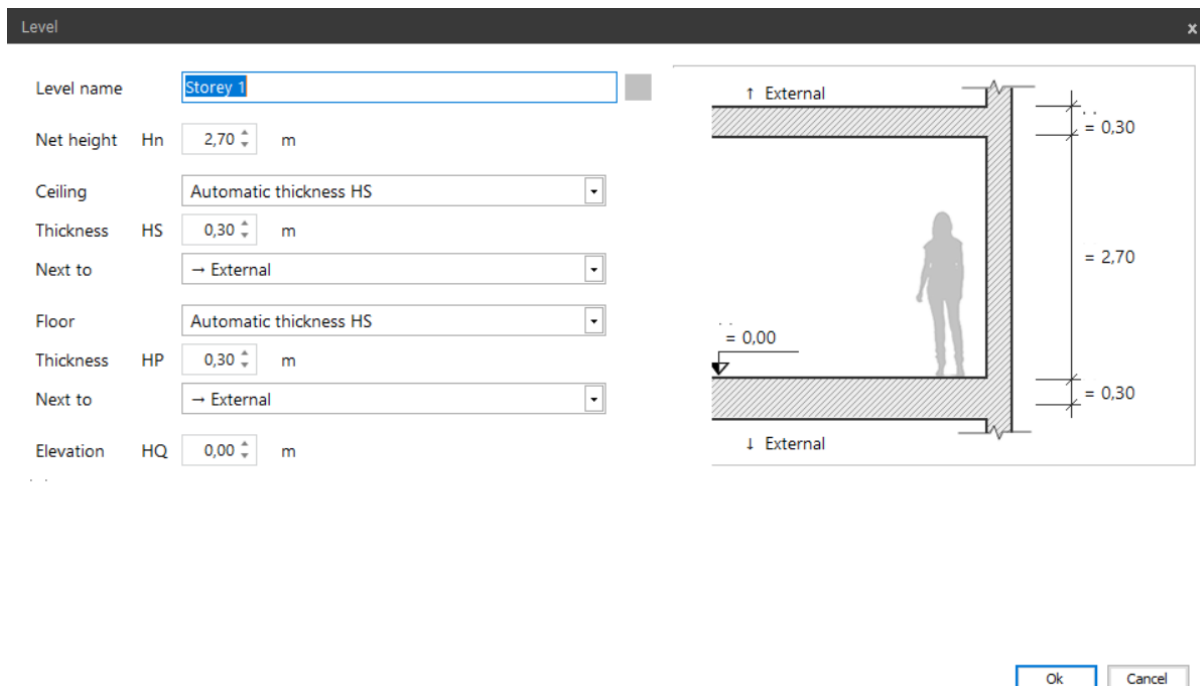 Level x
Level name Storey 1
Net height Hn 2,70 m
Ceiling Automatic thickness HS
Thickness HS 0,30 m
Next to → External
Floor Automatic thickness HS
Thickness HP 0,30 m
Next to → External
Elevation HQ 0,00 m
↑ External
= 0,30
= 2,70
= 0,00
= 0,30
↓ External
Ok Cancel